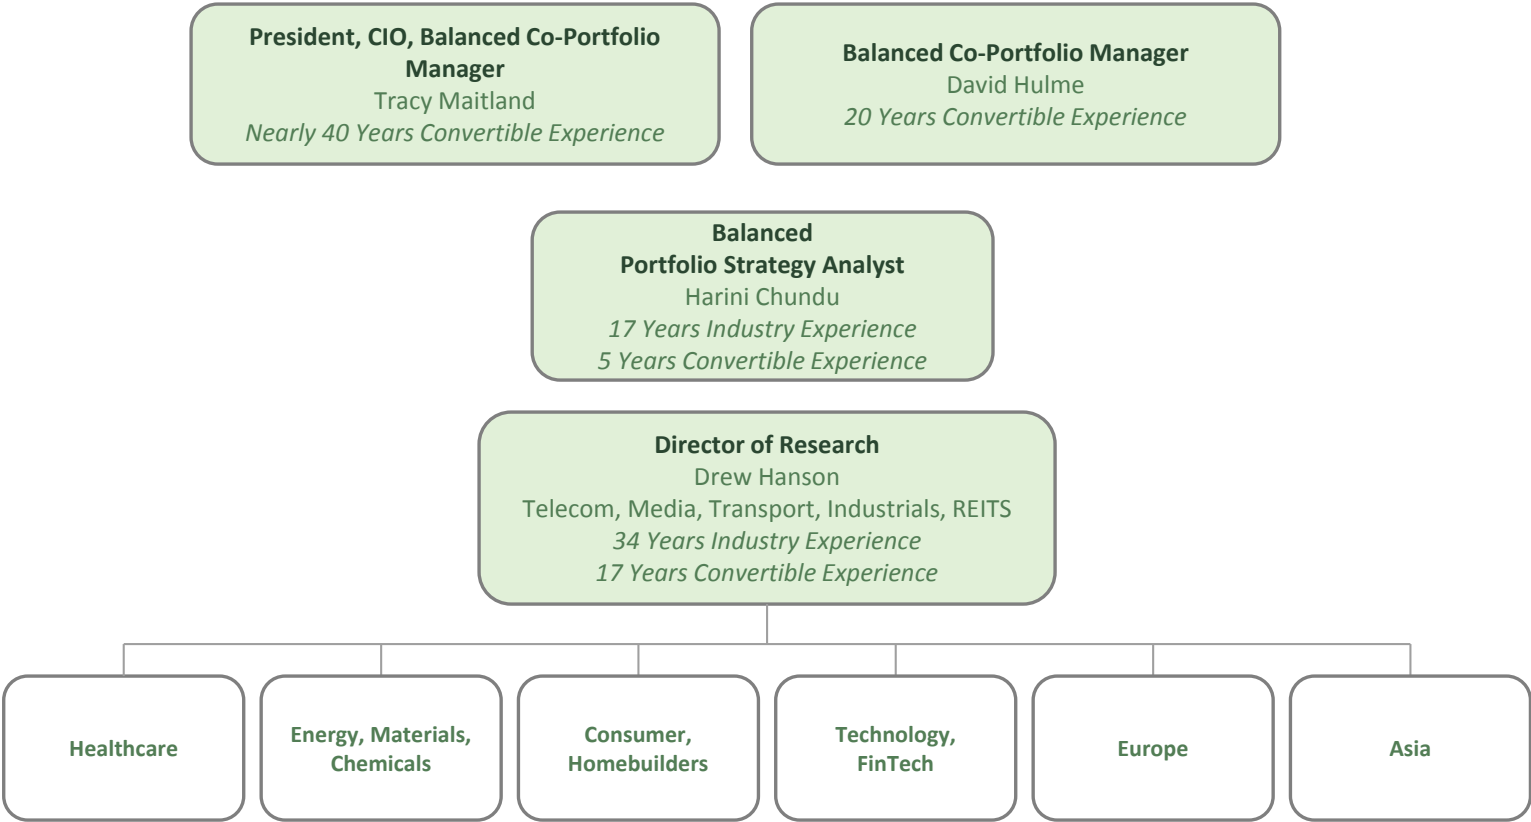 President, CIO, Balanced Co-Portfolio
Manager
Tracy Maitland
Nearly 40 Years Convertible Experience
Balanced Co-Portfolio Manager
David Hulme
20 Years Convertible Experience
Balanced
Portfolio Strategy Analyst
Harini Chundu
17 Years Industry Experience
5 Years Convertible Experience
Director of Research
Drew Hanson
Telecom, Media, Transport, Industrials, REITS
34 Years Industry Experience
17 Years Convertible Experience
Healthcare
Energy, Materials,
Chemicals
Consumer,
Homebuilders
Technology,
FinTech
Europe
Asia